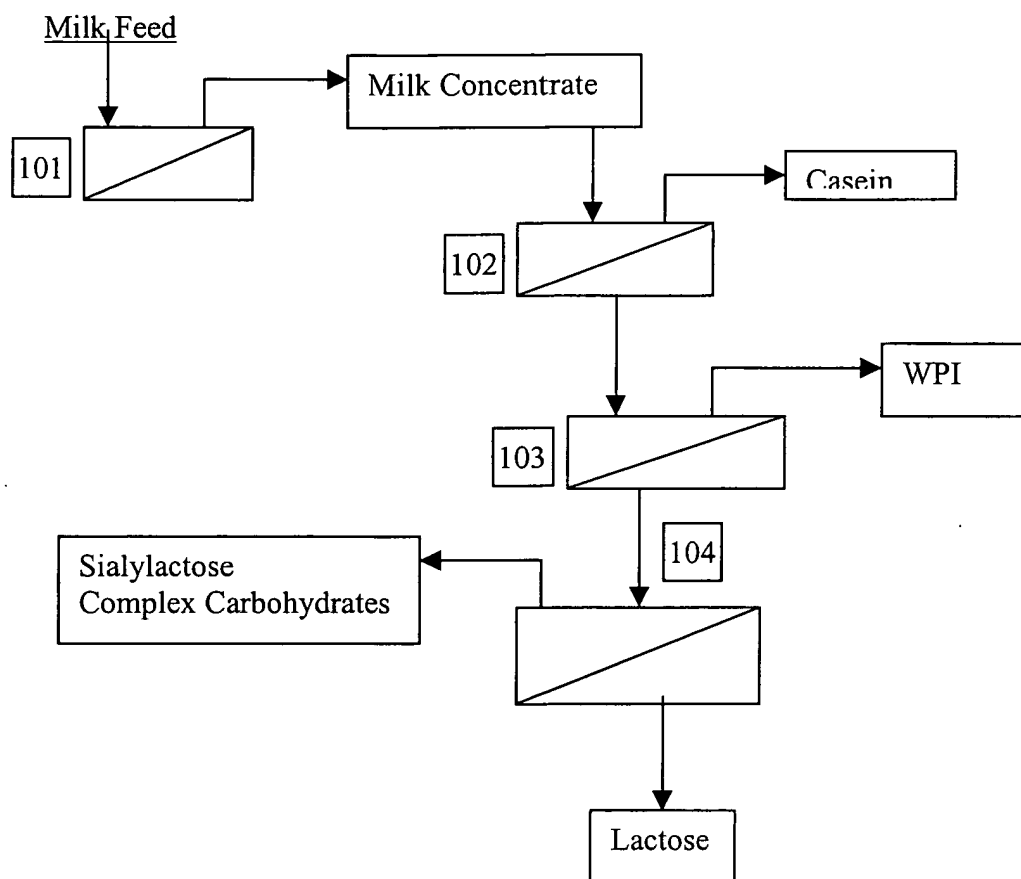 Milk Feed
Milk Concentrate
101
Casein
102
WPI
103
104
Sialylactose
Complex Carbohydrates
Lactose